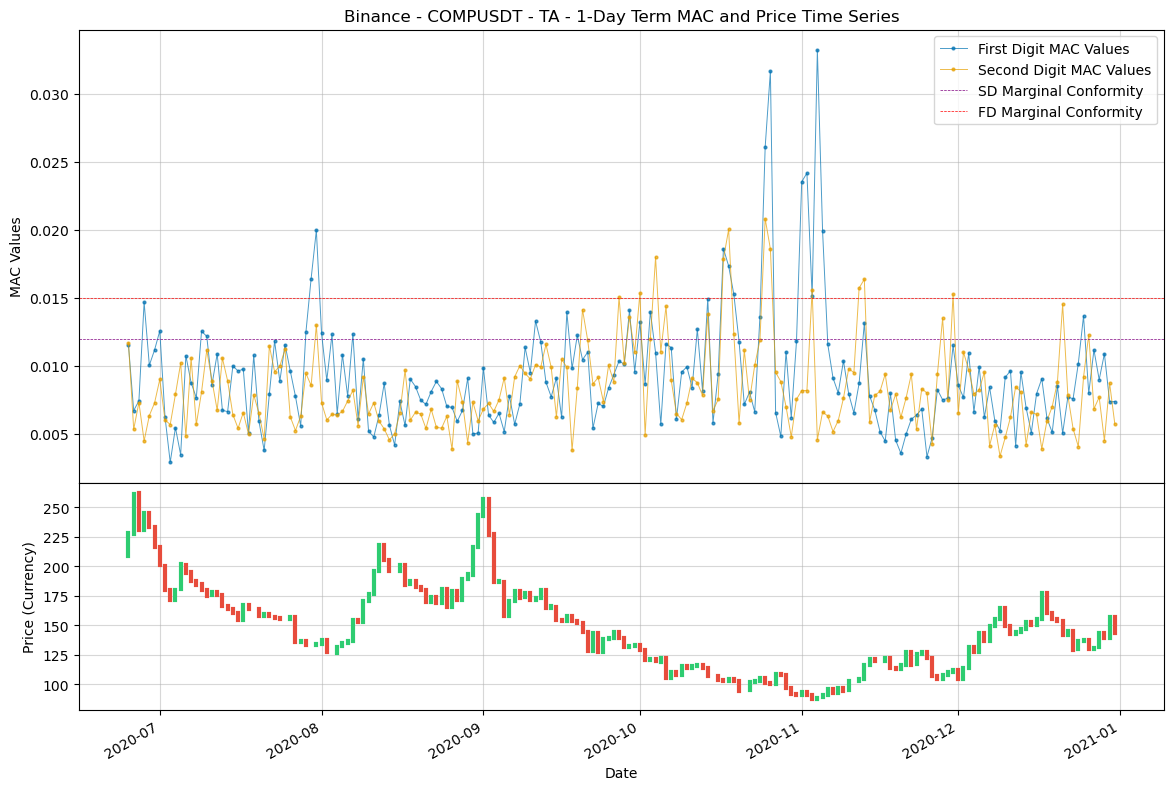 Binance - COMPUSDT - TA - 1-Day Term MAC and Price Time Series
First Digit MAC Values
Second Digit MAC Values
SD Marginal Conformity
FD Marginal Conformity
MAC Values
0.030
0.025
0.020
0.015
0.010
0.005
Price (Currency)
250
225
200
175
150
125
100
2020-07
2020-08
2020-09
2020-10
2020-11
2020-12
2021-01
Date